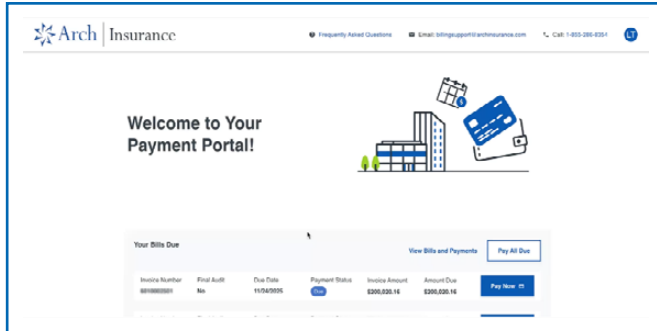 Arch | Insurance
Frequently Asked Questions
Email: billingsupport@archinsurance.com
Call: 1-855-286-8351
LT
Welcome to Your
Payment Portal!
Your Bills Due
View Bills and Payments
Pay All Due
Invoice Number Final Audit Due Date Payment Status Invoice Amount Amount Due
No 11/24/2025 Due $200,020.16 $200,020.16 Pay Now